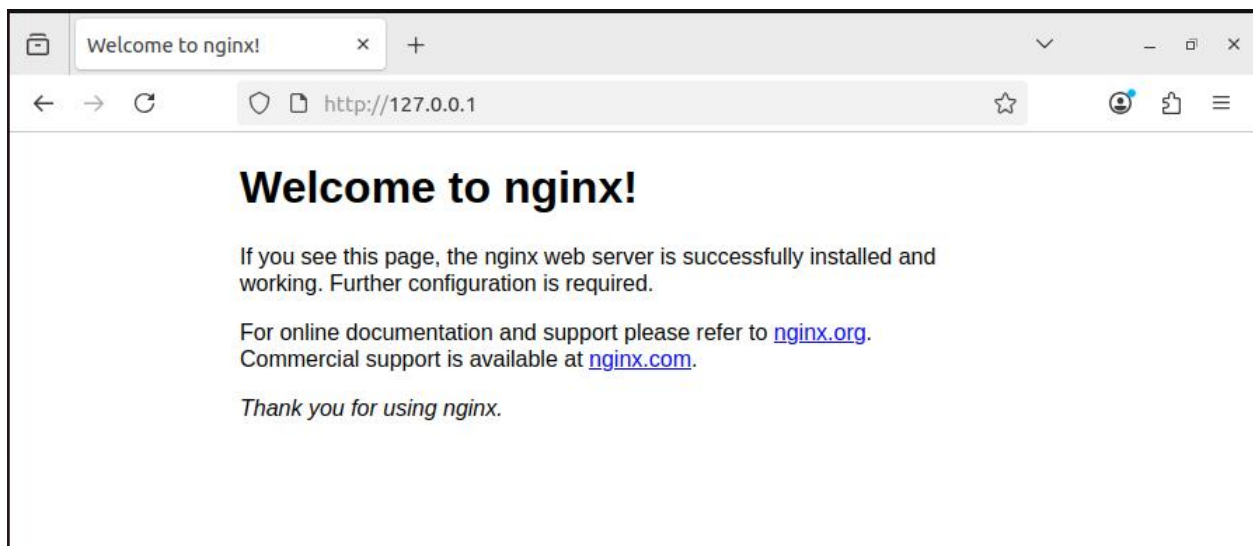 Welcome to nginx!
http://127.0.0.1
Welcome to nginx!
If you see this page, the nginx web server is successfully installed and
working. Further configuration is required.
For online documentation and support please refer to nginx.org.
Commercial support is available at nginx.com.
Thank you for using nginx.